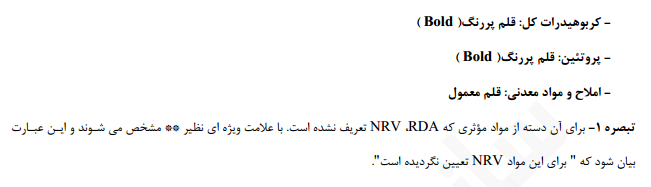 - کربوهیدرات کل: قلم پررنگ( Bold )
- پروتئین: قلم پررنگ( Bold )
- املاح و مواد معدنی: قلم معمول
تبصره ۱- برای آن دسته از مواد مؤثری که NRV ،RDA تعریف نشده است. با علامت ویژه ای نظیر ** مشخص می شوند و این عبارت
بیان شود که " برای این مواد NRV تعیین نگردیده است".